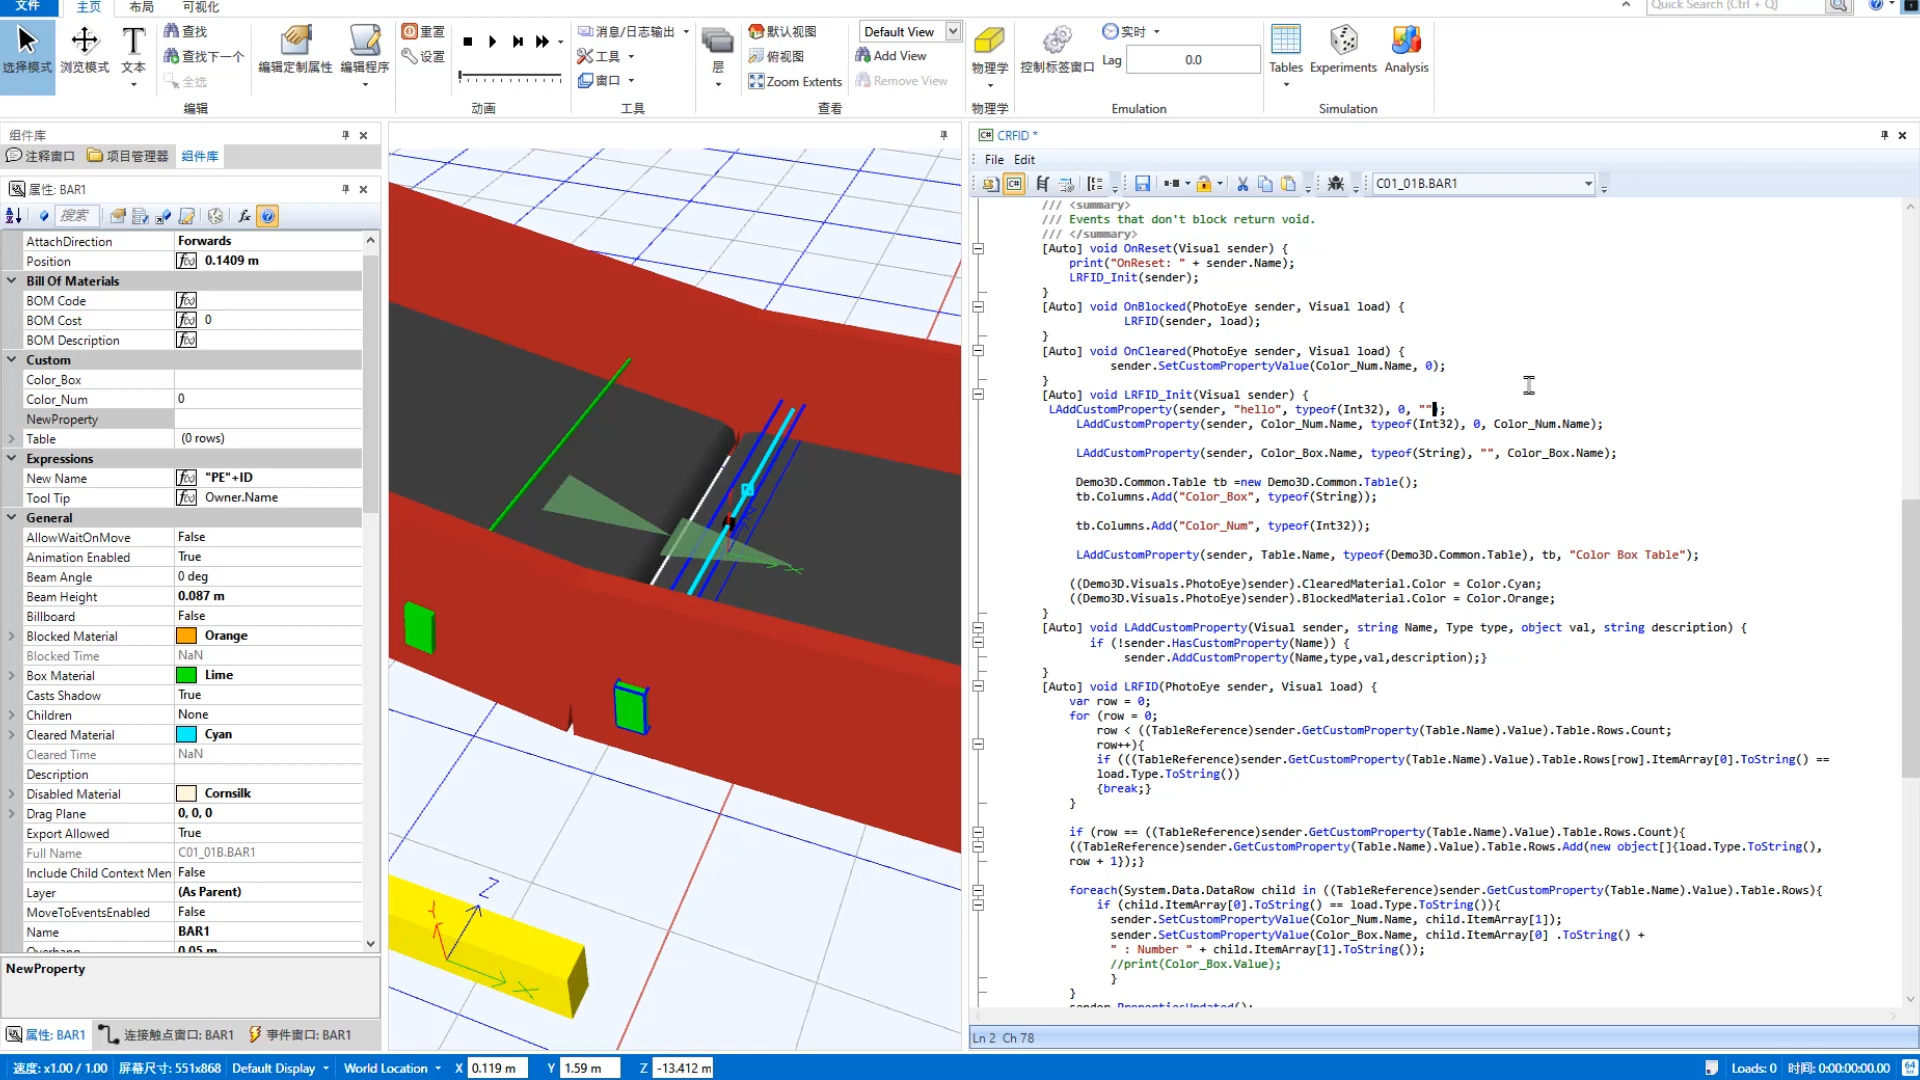 文件 主页 布局 可视化 Quick Search (Ctrl + Q)
选择模式 浏览模式 文本 查找 查找下一个 全选 编辑
编辑定制属性 编辑程序 重置 设置 动画
消息/日志输出 工具 窗口 工具
层 默认视图 俯视图 Zoom Extents Default View Add View Remove View 查看
物理学 物理学
控制标签窗口 实时 Lag 0.0 Emulation
Tables Experiments Analysis Simulation
组件库
注释窗口 项目管理器 组件库
属性: BAR1
搜索
AttachDirection Forwards
Position 0.1409 m
Bill Of Materials
BOM Code
BOM Cost 0
BOM Description
Custom
Color_Box
Color_Num 0
NewProperty
Table (0 rows)
Expressions
New Name "PE"+ID
Tool Tip Owner.Name
General
AllowWaitOnMove False
Animation Enabled True
Beam Angle 0 deg
Beam Height 0.087 m
Billboard False
Blocked Material Orange
Blocked Time NaN
Box Material Lime
Casts Shadow True
Children None
Cleared Material Cyan
Cleared Time NaN
Description
Disabled Material Cornsilk
Drag Plane 0, 0, 0
Export Allowed True
Full Name C01_01B.BAR1
Include Child Context Men False
Layer (As Parent)
MoveToEventsEnabled False
Name BAR1
Overhang 0.05 m
NewProperty
属性: BAR1 连接触点窗口: BAR1 事件窗口: BAR1
Z
Y
X
CRFID *
File Edit
C01_01B.BAR1
/// <summary>
/// Events that don't block return void.
/// </summary>
[Auto] void OnReset(Visual sender) {
print("OnReset: " + sender.Name);
LRFID_Init(sender);
}
[Auto] void OnBlocked(PhotoEye sender, Visual load) {
LRFID(sender, load);
}
[Auto] void OnCleared(PhotoEye sender, Visual load) {
sender.SetCustomPropertyValue(Color_Num.Name, 0);
}
[Auto] void LRFID_Init(Visual sender) {
LAddCustomProperty(sender, "hello", typeof(Int32), 0, "");
LAddCustomProperty(sender, Color_Num.Name, typeof(Int32), 0, Color_Num.Name);
LAddCustomProperty(sender, Color_Box.Name, typeof(String), "", Color_Box.Name);
Demo3D.Common.Table tb =new Demo3D.Common.Table();
tb.Columns.Add("Color_Box", typeof(String));
tb.Columns.Add("Color_Num", typeof(Int32));
LAddCustomProperty(sender, Table.Name, typeof(Demo3D.Common.Table), tb, "Color Box Table");
((Demo3D.Visuals.PhotoEye)sender).ClearedMaterial.Color = Color.Cyan;
((Demo3D.Visuals.PhotoEye)sender).BlockedMaterial.Color = Color.Orange;
}
[Auto] void LAddCustomProperty(Visual sender, string Name, Type type, object val, string description) {
if (!sender.HasCustomProperty(Name)) {
sender.AddCustomProperty(Name,type,val,description);}
}
[Auto] void LRFID(PhotoEye sender, Visual load) {
var row = 0;
for (row = 0;
row < ((TableReference)sender.GetCustomProperty(Table.Name).Value).Table.Rows.Count;
row++){
if (((TableReference)sender.GetCustomProperty(Table.Name).Value).Table.Rows[row].ItemArray[0].ToString() ==
load.Type.ToString())
{break;}
}
if (row == ((TableReference)sender.GetCustomProperty(Table.Name).Value).Table.Rows.Count){
((TableReference)sender.GetCustomProperty(Table.Name).Value).Table.Rows.Add(new object[]{load.Type.ToString(),
row + 1});}
foreach(System.Data.DataRow child in ((TableReference)sender.GetCustomProperty(Table.Name).Value).Table.Rows){
if (child.ItemArray[0].ToString() == load.Type.ToString()){
sender.SetCustomPropertyValue(Color_Num.Name, child.ItemArray[1]);
sender.SetCustomPropertyValue(Color_Box.Name, child.ItemArray[0] .ToString() +
" : Number " + child.ItemArray[1].ToString());
//print(Color_Box.Value);
}
}
sender.PropertiesUpdated();
Ln 2 Ch 78
速度: x1.00 / 1.00 屏幕尺寸: 551x868 Default Display World Location X 0.119 m Y 1.59 m Z -13.412 m Loads: 0 时间: 0:00:00:00.00 64